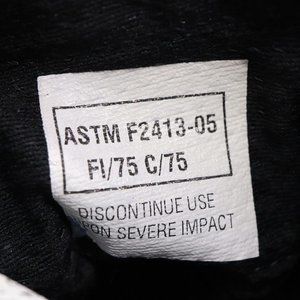 ASTM F2413-05
FI/75 C/75
DISCONTINUE USE
UPON SEVERE IMPACT